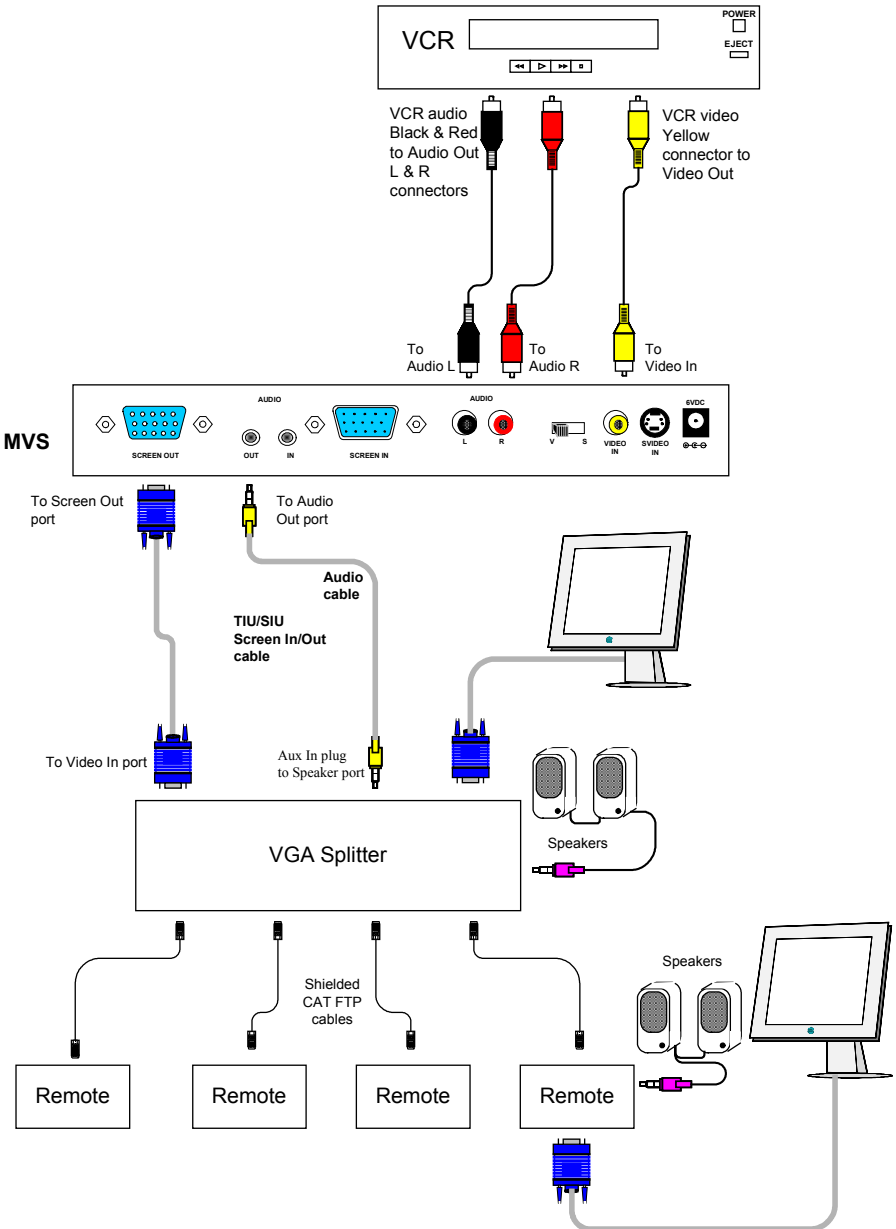 POWER
VCR
EJECT
VCR audio
Black & Red
to Audio Out
L & R
connectors
VCR video
Yellow
connector to
Video Out
To
Audio L
To
Audio R
To
Video In
MVS
AUDIO
AUDIO
6VDC
SCREEN OUT
OUT
IN
SCREEN IN
L
R
V
S
VIDEO
IN
SVIDEO
IN
To Screen Out
port
To Audio
Out port
Audio
cable
TIU/SIU
Screen In/Out
cable
To Video In port
Aux In plug
to Speaker port
VGA Splitter
Speakers
Shielded
CAT FTP
cables
Speakers
Remote
Remote
Remote
Remote